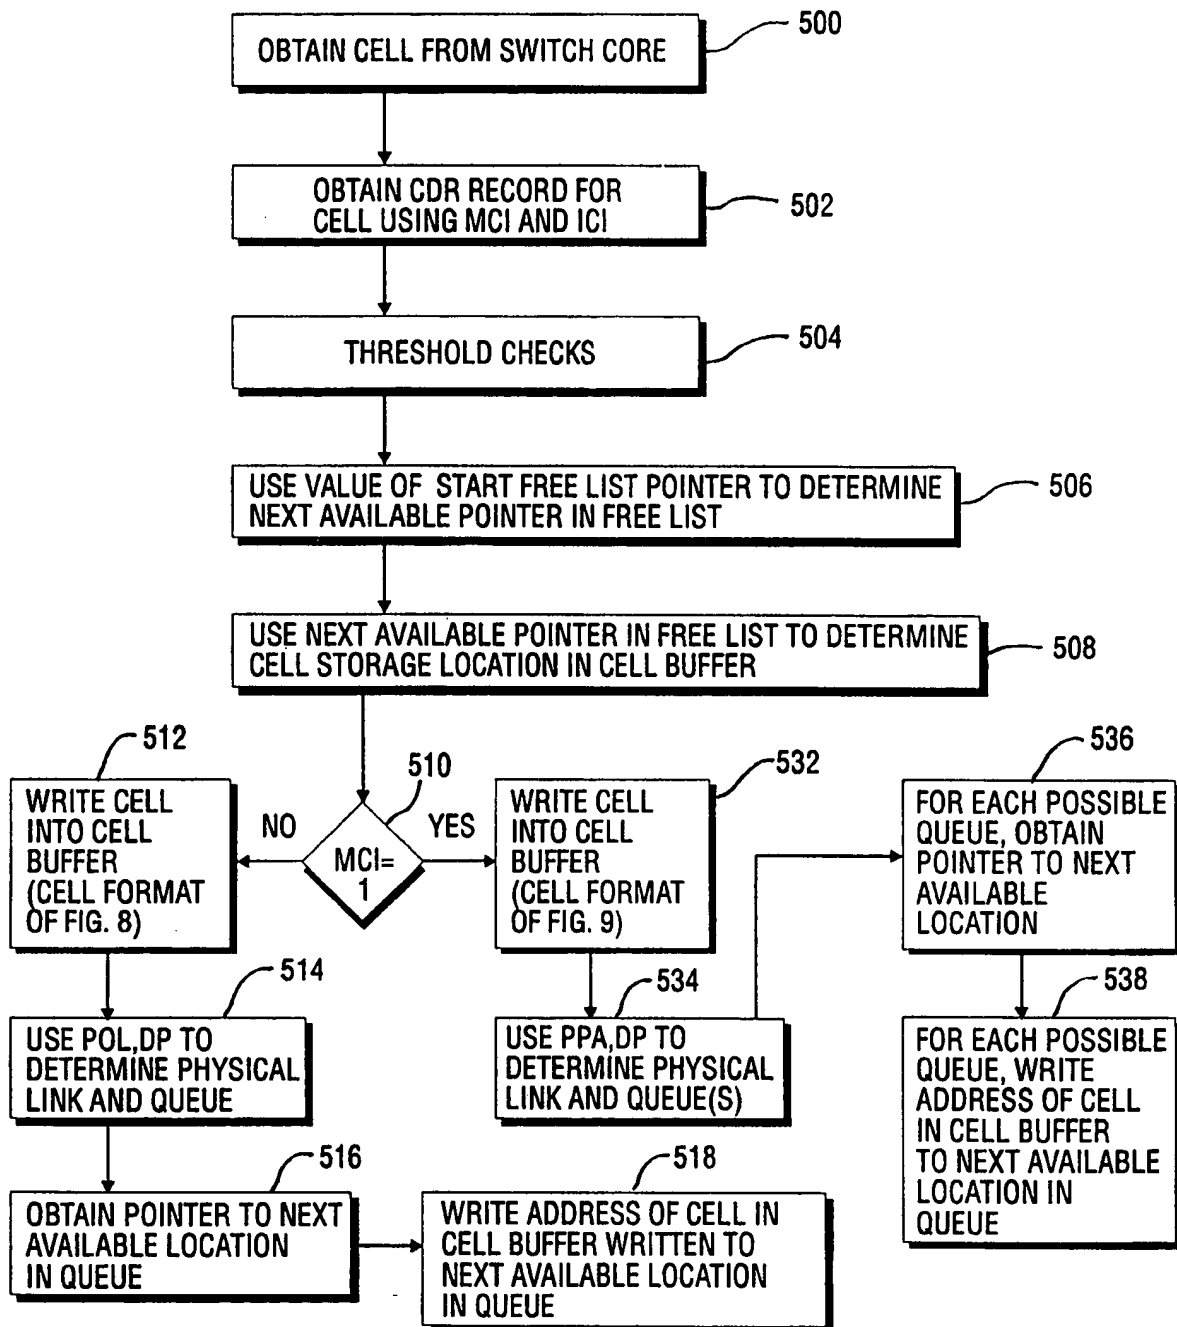 OBTAIN CELL FROM SWITCH CORE
500
OBTAIN CDR RECORD FOR
CELL USING MCI AND ICI
502
THRESHOLD CHECKS
504
USE VALUE OF START FREE LIST POINTER TO DETERMINE
NEXT AVAILABLE POINTER IN FREE LIST
506
USE NEXT AVAILABLE POINTER IN FREE LIST TO DETERMINE
CELL STORAGE LOCATION IN CELL BUFFER
508
510
MCI=
1
NO
YES
512
WRITE CELL
INTO CELL
BUFFER
(CELL FORMAT
OF FIG. 8)
514
USE POL,DP TO
DETERMINE PHYSICAL
LINK AND QUEUE
516
OBTAIN POINTER TO NEXT
AVAILABLE LOCATION
IN QUEUE
518
WRITE ADDRESS OF CELL IN
CELL BUFFER WRITTEN TO
NEXT AVAILABLE LOCATION
IN QUEUE
532
WRITE CELL
INTO CELL
BUFFER
(CELL FORMAT
OF FIG. 9)
534
USE PPA,DP TO
DETERMINE PHYSICAL
LINK AND QUEUE(S)
536
FOR EACH POSSIBLE
QUEUE, OBTAIN
POINTER TO NEXT
AVAILABLE
LOCATION
538
FOR EACH POSSIBLE
QUEUE, WRITE
ADDRESS OF CELL
IN CELL BUFFER
TO NEXT AVAILABLE
LOCATION IN
QUEUE